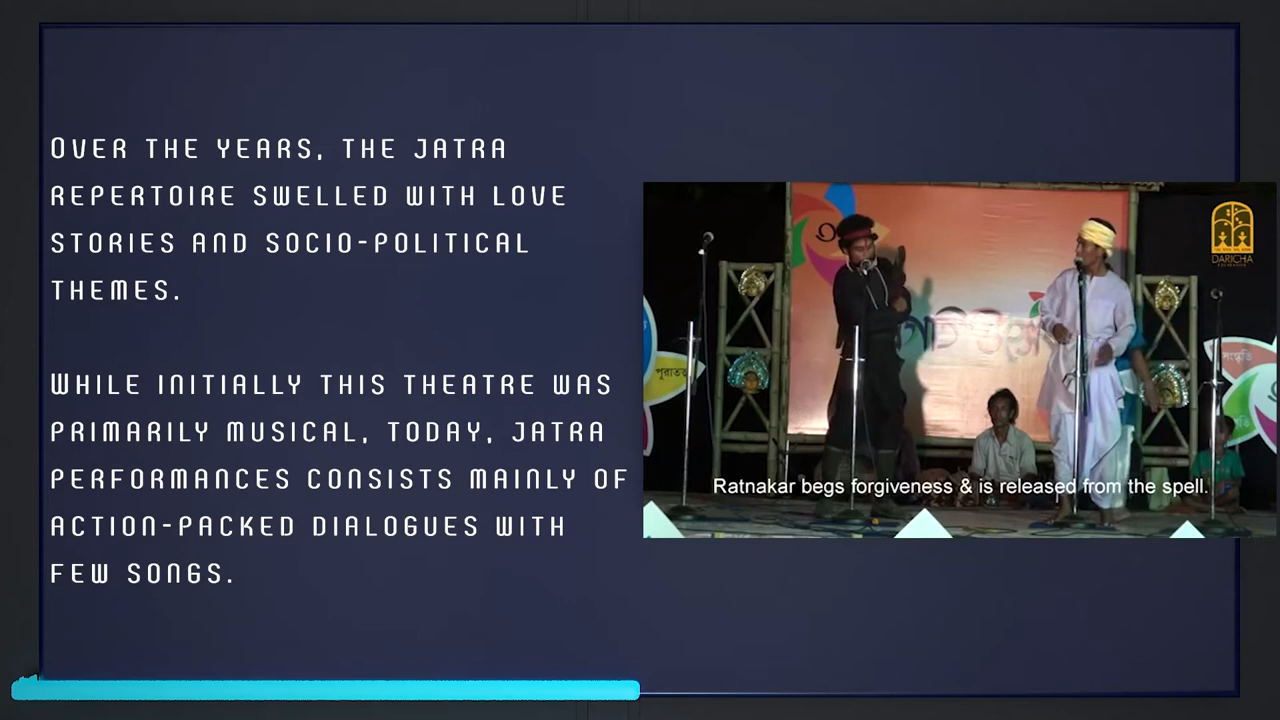 OVER THE YEARS, THE JATRA
REPERTOIRE SWELLED WITH LOVE
STORIES AND SOCIO-POLITICAL
THEMES.
WHILE INITIALLY THIS THEATRE WAS
PRIMARILY MUSICAL, TODAY, JATRA
PERFORMANCES CONSISTS MAINLY OF
ACTION-PACKED DIALOGUES WITH
FEW SONGS.
DARICHA
পুরাতত্ত্ব
সংস্কৃতি
Ratnakar begs forgiveness & is released from the spell.